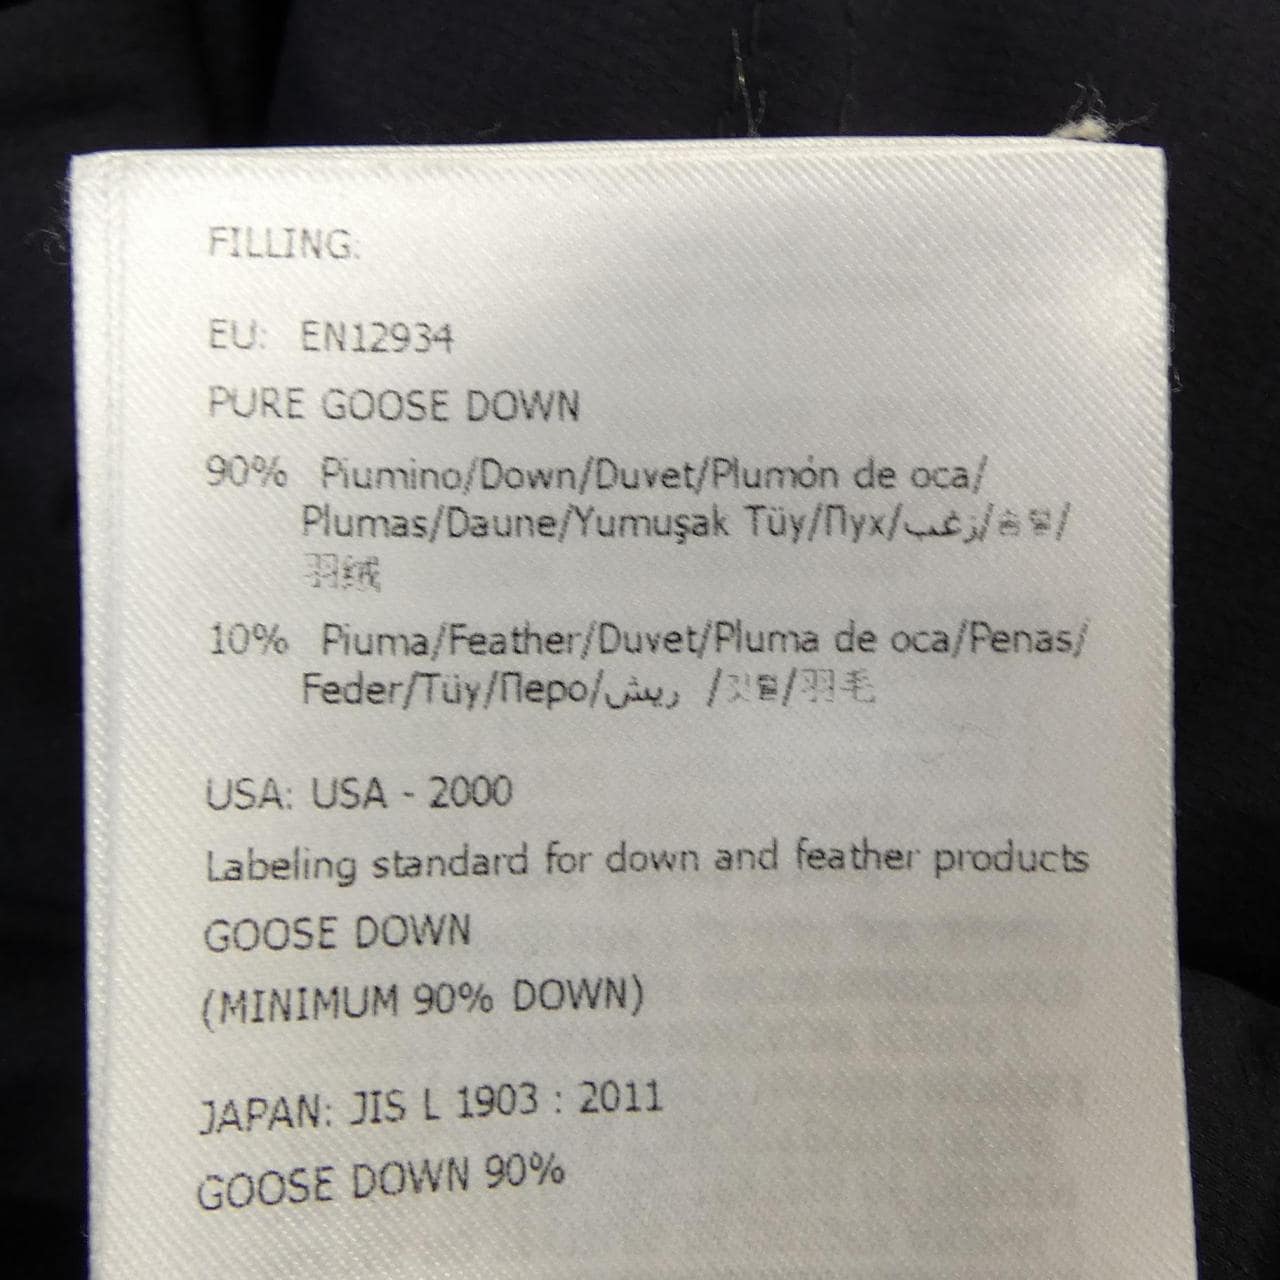 FILLING:
EU: EN12934
PURE GOOSE DOWN
90% Piumino/Down/Duvet/Plumón de oca/
Plumas/Daune/Yumuşak Tüy/Пух/زغب/솜털/
羽绒
10% Piuma/Feather/Duvet/Pluma de oca/Penas/
Feder/Tüy/Перо/ريش /깃털/羽毛
USA: USA - 2000
Labeling standard for down and feather products
GOOSE DOWN
(MINIMUM 90% DOWN)
JAPAN: JIS L 1903 : 2011
GOOSE DOWN 90%